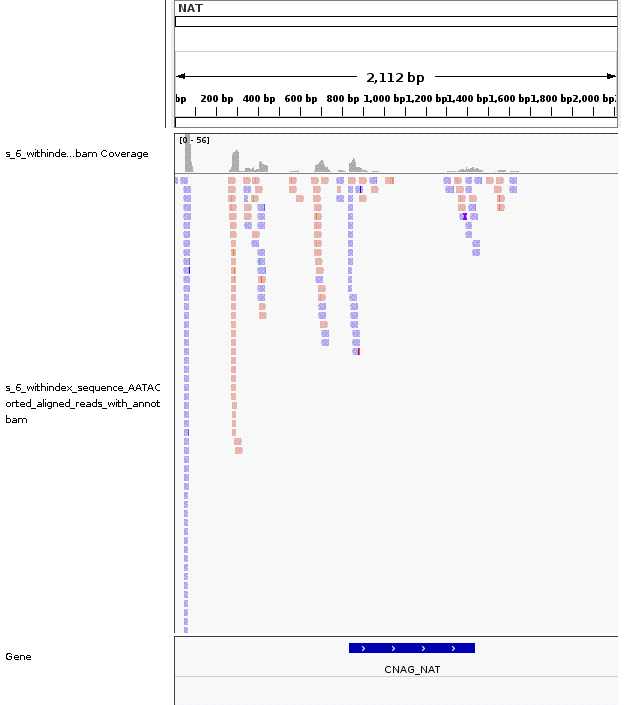 NAT
2,112 bp
bp 200 bp 400 bp 600 bp 800 bp 1,000 bp 1,200 bp 1,400 bp 1,600 bp 1,800 bp 2,000 bp
[0 - 56]
s_6_withinde...bam Coverage
s_6_withindex_sequence_AATAC
orted_aligned_reads_with_annot
bam
Gene
CNAG_NAT